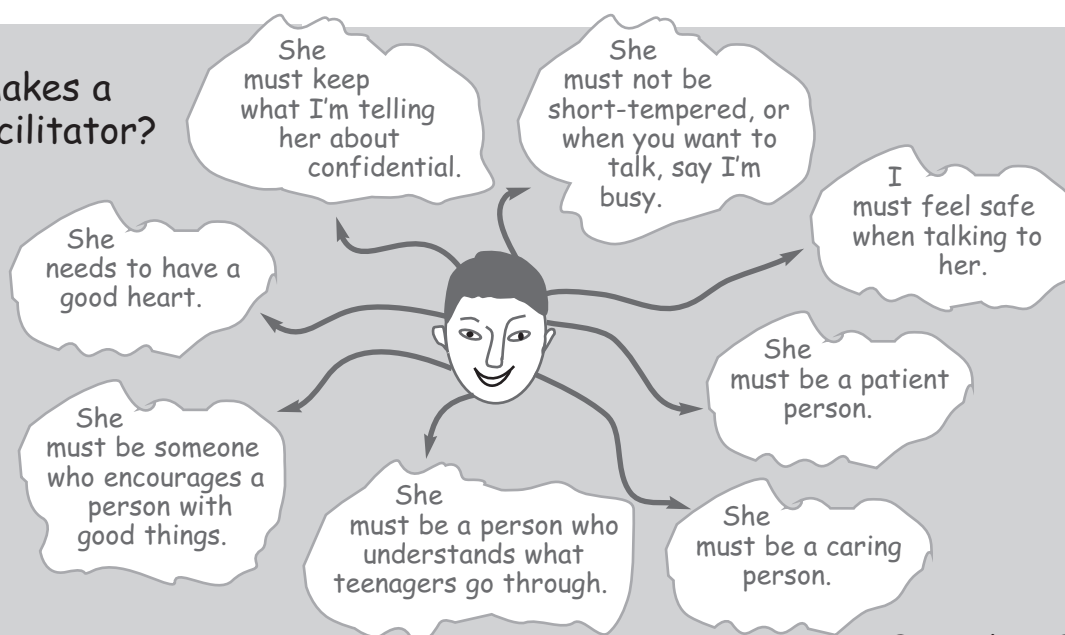 akes a
cilitator?
She
must keep
what I'm telling
her about
confidential.
She
must not be
short-tempered, or
when you want to
talk, say I'm
busy.
I
must feel safe
when talking to
her.
She
needs to have a
good heart.
She
must be a patient
person.
She
must be someone
who encourages a
person with
good things.
She
must be a person who
understands what
teenagers go through.
She
must be a caring
person.